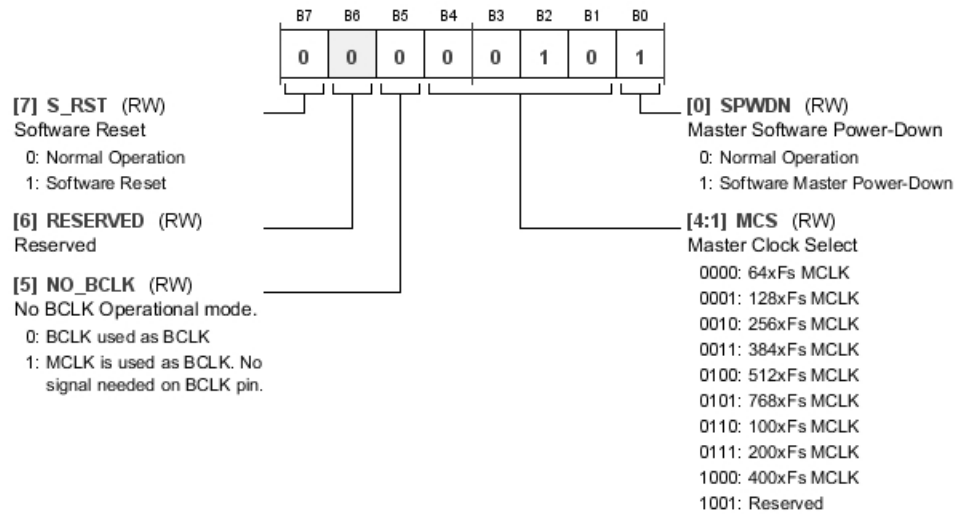 B7 B6 B5 B4 B3 B2 B1 B0
0 0 0 0 0 1 0 1
[7] S_RST (RW)
Software Reset
0: Normal Operation
1: Software Reset
[6] RESERVED (RW)
Reserved
[5] NO_BCLK (RW)
No BCLK Operational mode.
0: BCLK used as BCLK
1: MCLK is used as BCLK. No
signal needed on BCLK pin.
[0] SPWDN (RW)
Master Software Power-Down
0: Normal Operation
1: Software Master Power-Down
[4:1] MCS (RW)
Master Clock Select
0000: 64xFs MCLK
0001: 128xFs MCLK
0010: 256xFs MCLK
0011: 384xFs MCLK
0100: 512xFs MCLK
0101: 768xFs MCLK
0110: 100xFs MCLK
0111: 200xFs MCLK
1000: 400xFs MCLK
1001: Reserved